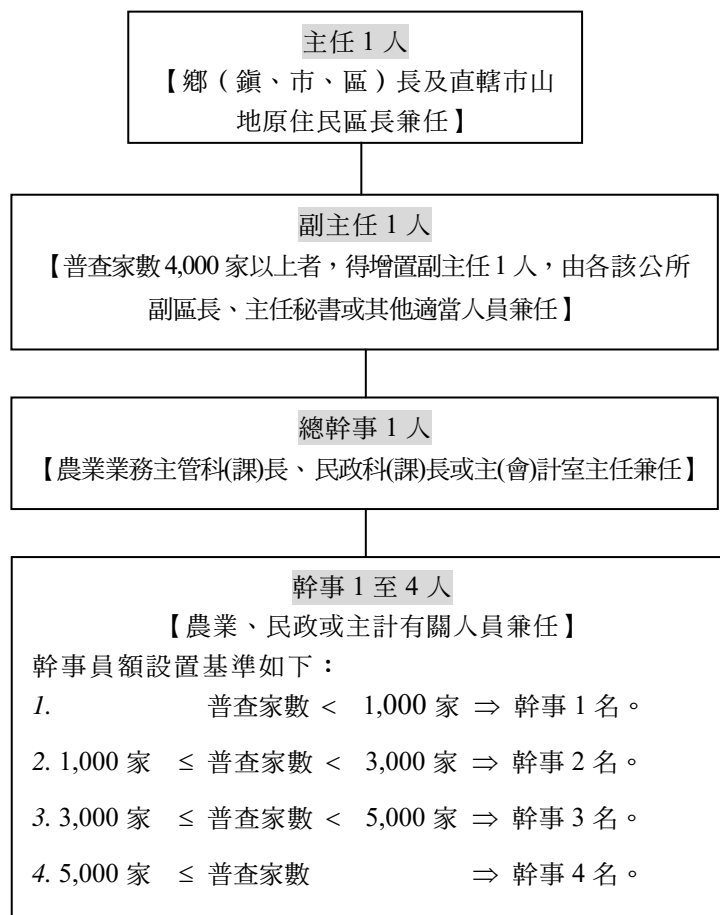 主任 1 人
【鄉（鎮、市、區）長及直轄市山
地原住民區長兼任】
副主任 1 人
【普查家數 4,000 家以上者，得增置副主任 1 人，由各該公所
副區長、主任秘書或其他適當人員兼任】
總幹事 1 人
【農業業務主管科(課)長、民政科(課)長或主(會)計室主任兼任】
幹事 1 至 4 人
【農業、民政或主計有關人員兼任】
幹事員額設置基準如下：
1. 普查家數 < 1,000 家 ⇒ 幹事 1 名。
2. 1,000 家 ≤ 普查家數 < 3,000 家 ⇒ 幹事 2 名。
3. 3,000 家 ≤ 普查家數 < 5,000 家 ⇒ 幹事 3 名。
4. 5,000 家 ≤ 普查家數 ⇒ 幹事 4 名。